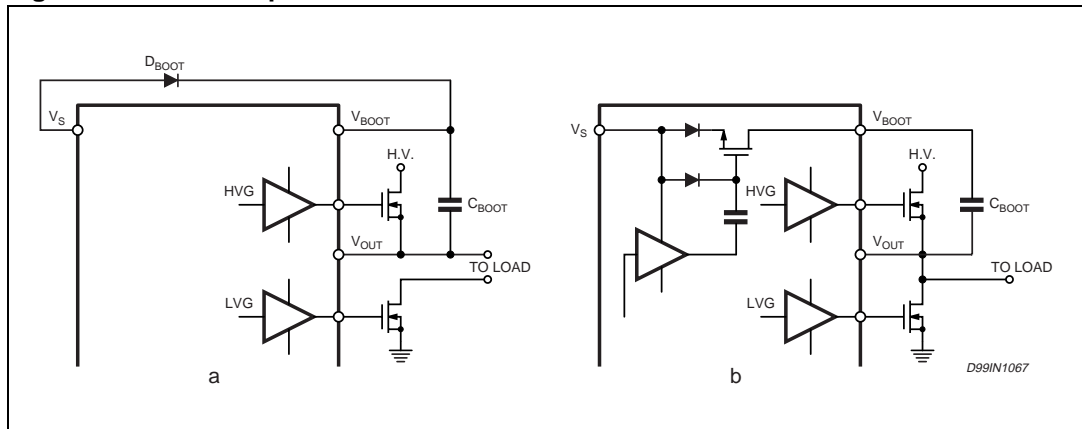 D_BOOT
V_S
V_BOOT
H.V.
HVG
C_BOOT
V_OUT
TO LOAD
LVG
a
V_S
V_BOOT
H.V.
HVG
C_BOOT
V_OUT
TO LOAD
LVG
b
D99IN1067